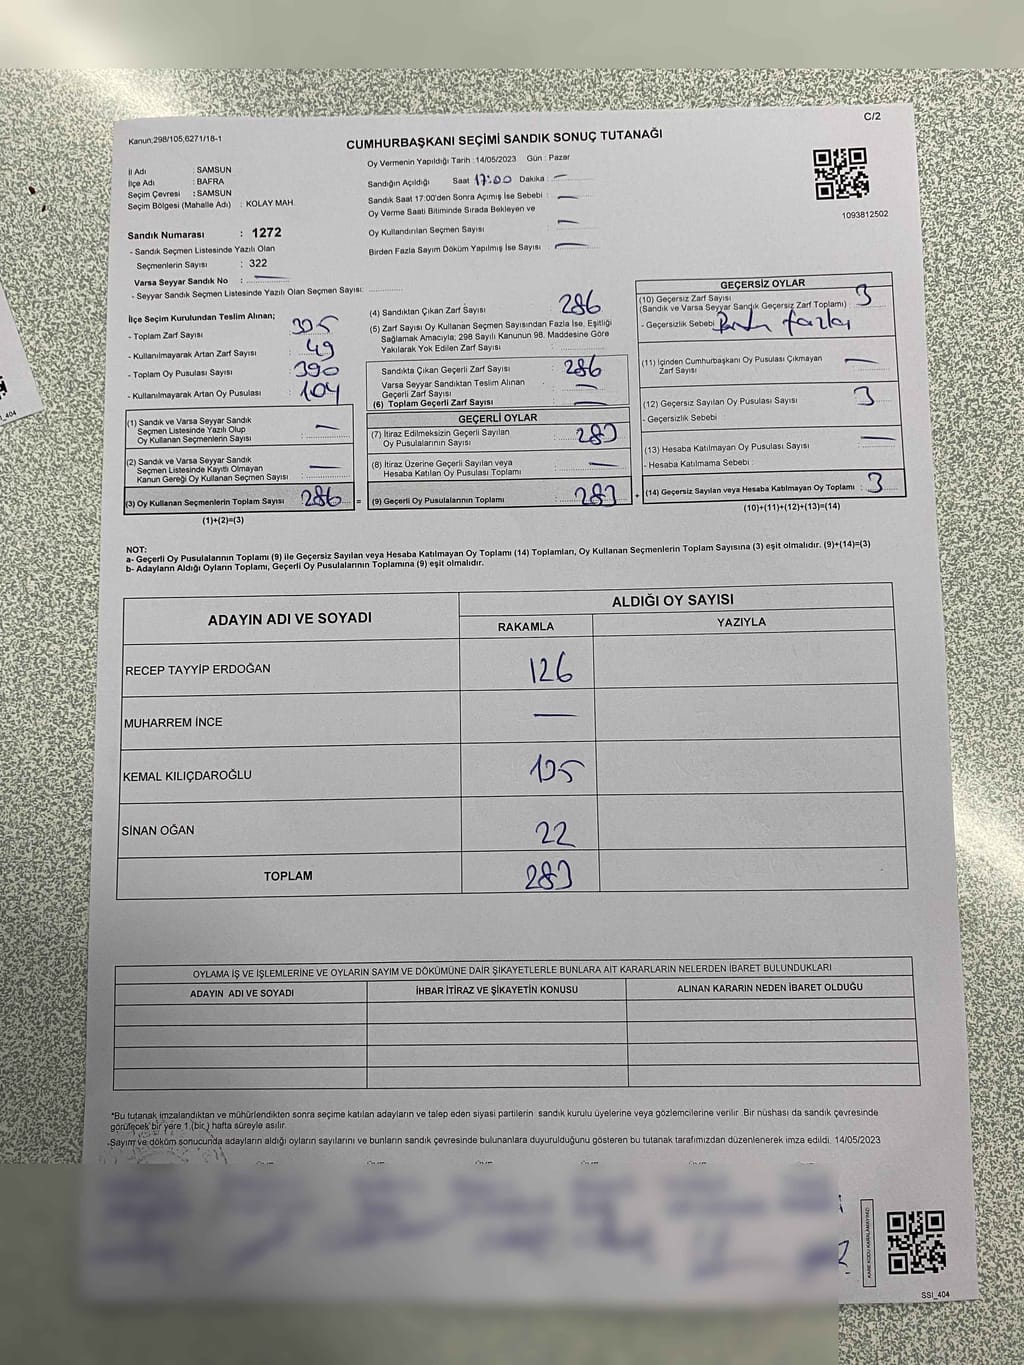 C/2
Kanun;298/105,6271/18-1
CUMHURBAŞKANI SEÇİMİ SANDIK SONUÇ TUTANAĞI
İl Adı : SAMSUN
İlçe Adı : BAFRA
Seçim Çevresi : SAMSUN
Seçim Bölgesi (Mahalle Adı) : KOLAY MAH.
Sandık Numarası : 1272
- Sandık Seçmen Listesinde Yazılı Olan
Seçmenlerin Sayısı : 322
Varsa Seyyar Sandık No : —
- Seyyar Sandık Seçmen Listesinde Yazılı Olan Seçmen Sayısı: ............
Oy Vermenin Yapıldığı Tarih : 14/05/2023 Gün : Pazar
Sandığın Açıldığı Saat 17:00 Dakika : —
Sandık Saat 17:00'den Sonra Açımış İse Sebebi : —
Oy Verme Saati Bitiminde Sırada Bekleyen ve
Oy Kullandırılan Seçmen Sayısı : —
Birden Fazla Sayım Döküm Yapılmış İse Sayısı : —
1093812502
İlçe Seçim Kurulundan Teslim Alınan;
- Toplam Zarf Sayısı :
- Kullanılmayarak Artan Zarf Sayısı : 49
- Toplam Oy Pusulası Sayısı : 390
- Kullanılmayarak Artan Oy Pusulası : 104
(1) Sandık ve Varsa Seyyar Sandık
Seçmen Listesinde Yazılı Olup
Oy Kullanan Seçmenlerin Sayısı : —
(2) Sandık ve Varsa Seyyar Sandık
Seçmen Listesinde Kayıtlı Olmayan
Kanun Gereği Oy Kullanan Seçmen Sayısı : —
(3) Oy Kullanan Seçmenlerin Toplam Sayısı : 286 =
(1)+(2)=(3)
(4) Sandıktan Çıkan Zarf Sayısı : 286
(5) Zarf Sayısı Oy Kullanan Seçmen Sayısından Fazla İse, Eşitliği
Sağlamak Amacıyla; 298 Sayılı Kanunun 98. Maddesine Göre
Yakılarak Yok Edilen Zarf Sayısı :
Sandıkta Çıkan Geçerli Zarf Sayısı : 286
Varsa Seyyar Sandıktan Teslim Alınan
Geçerli Zarf Sayısı : —
(6) Toplam Geçerli Zarf Sayısı : —
GEÇERLİ OYLAR
(7) İtiraz Edilmeksizin Geçerli Sayılan
Oy Pusulalarının Sayısı : 283
(8) İtiraz Üzerine Geçerli Sayılan veya
Hesaba Katılan Oy Pusulası Toplamı : —
(9) Geçerli Oy Pusulalarının Toplamı : 283 +
GEÇERSİZ OYLAR
(10) Geçersiz Zarf Sayısı
(Sandık ve Varsa Seyyar Sandık Geçersiz Zarf Toplamı) : 3
- Geçersizlik Sebebi : fazla
(11) İçinden Cumhurbaşkanı Oy Pusulası Çıkmayan
Zarf Sayısı : —
(12) Geçersiz Sayılan Oy Pusulası Sayısı : 3
- Geçersizlik Sebebi :
(13) Hesaba Katılmayan Oy Pusulası Sayısı : —
- Hesaba Katılmama Sebebi :
(14) Geçersiz Sayılan veya Hesaba Katılmayan Oy Toplamı : 3
(10)+(11)+(12)+(13)=(14)
NOT:
a- Geçerli Oy Pusulalarının Toplamı (9) ile Geçersiz Sayılan veya Hesaba Katılmayan Oy Toplamı (14) Toplamları, Oy Kullanan Seçmenlerin Toplam Sayısına (3) eşit olmalıdır. (9)+(14)=(3)
b- Adayların Aldığı Oyların Toplamı, Geçerli Oy Pusulalarının Toplamına (9) eşit olmalıdır.
ADAYIN ADI VE SOYADI
ALDIĞI OY SAYISI
RAKAMLA YAZIYLA
RECEP TAYYİP ERDOĞAN 126
MUHARREM İNCE —
KEMAL KILIÇDAROĞLU 135
SİNAN OĞAN 22
TOPLAM 283
OYLAMA İŞ VE İŞLEMLERİNE VE OYLARIN SAYIM VE DÖKÜMÜNE DAİR ŞİKAYETLERLE BUNLARA AİT KARARLARIN NELERDEN İBARET BULUNDUKLARI
ADAYIN ADI VE SOYADI İHBAR İTİRAZ VE ŞİKAYETİN KONUSU ALINAN KARARIN NEDEN İBARET OLDUĞU
*Bu tutanak imzalandıktan ve mühürlendikten sonra seçime katılan adayların ve talep eden siyasi partilerin sandık kurulu üyelerine veya gözlemcilerine verilir .Bir nüshası da sandık çevresinde
görülecek bir yere 1 (bir) hafta süreyle asılır.
-Sayım ve döküm sonucunda adayların aldığı oyların sayılarını ve bunların sandık çevresinde bulunanlara duyurulduğunu gösteren bu tutanak tarafımızdan düzenlenerek imza edildi. 14/05/2023
KARE KODU KARALAMAYINIZ!
SSI_404